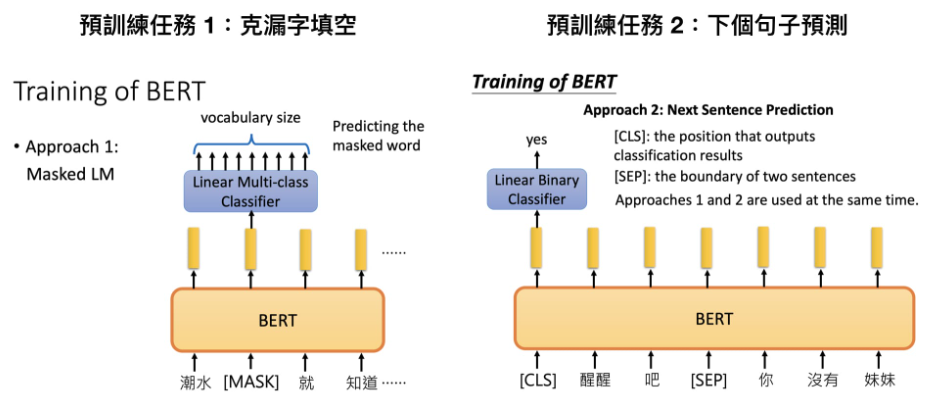 預訓練任務 1：克漏字填空
Training of BERT
• Approach 1:
Masked LM
vocabulary size
Predicting the
masked word
Linear Multi-class
Classifier
......
BERT
潮水 [MASK] 就 知道 ......
預訓練任務 2：下個句子預測
Training of BERT
Approach 2: Next Sentence Prediction
yes
[CLS]: the position that outputs
classification results
[SEP]: the boundary of two sentences
Approaches 1 and 2 are used at the same time.
Linear Binary
Classifier
BERT
[CLS] 醒醒 吧 [SEP] 你 沒有 妹妹